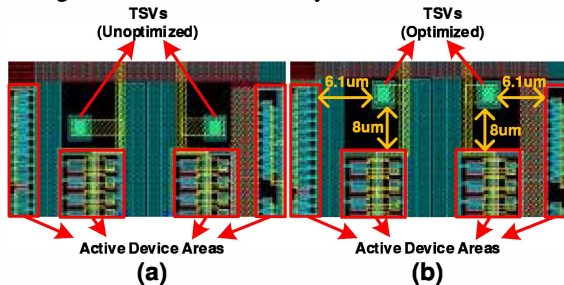 TSVs
(Unoptimized)
TSVs
(Optimized)
6.1um
6.1um
8um
8um
Active Device Areas
Active Device Areas
(a)
(b)